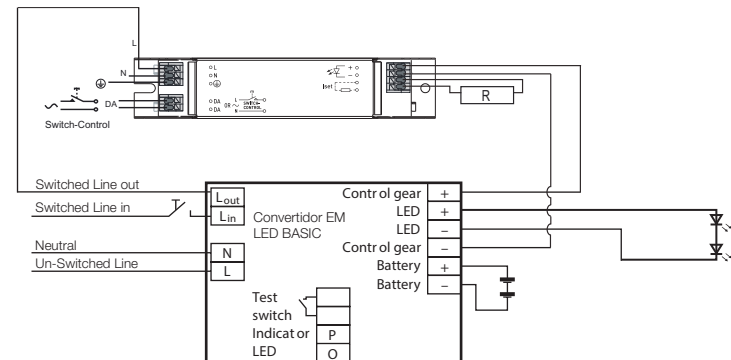 L
N
DA
Switch-Control
L
N
DA
DA
OR
L
N
SWITCH-
CONTROL
+
–
Iset
R
Switched Line out
Switched Line in
Neutral
Un-Switched Line
Lout
Lin
N
L
Convertidor EM
LED BASIC
Control gear +
LED +
LED –
Control gear –
Battery +
Battery –
Test
switch
Indicator P
LED O